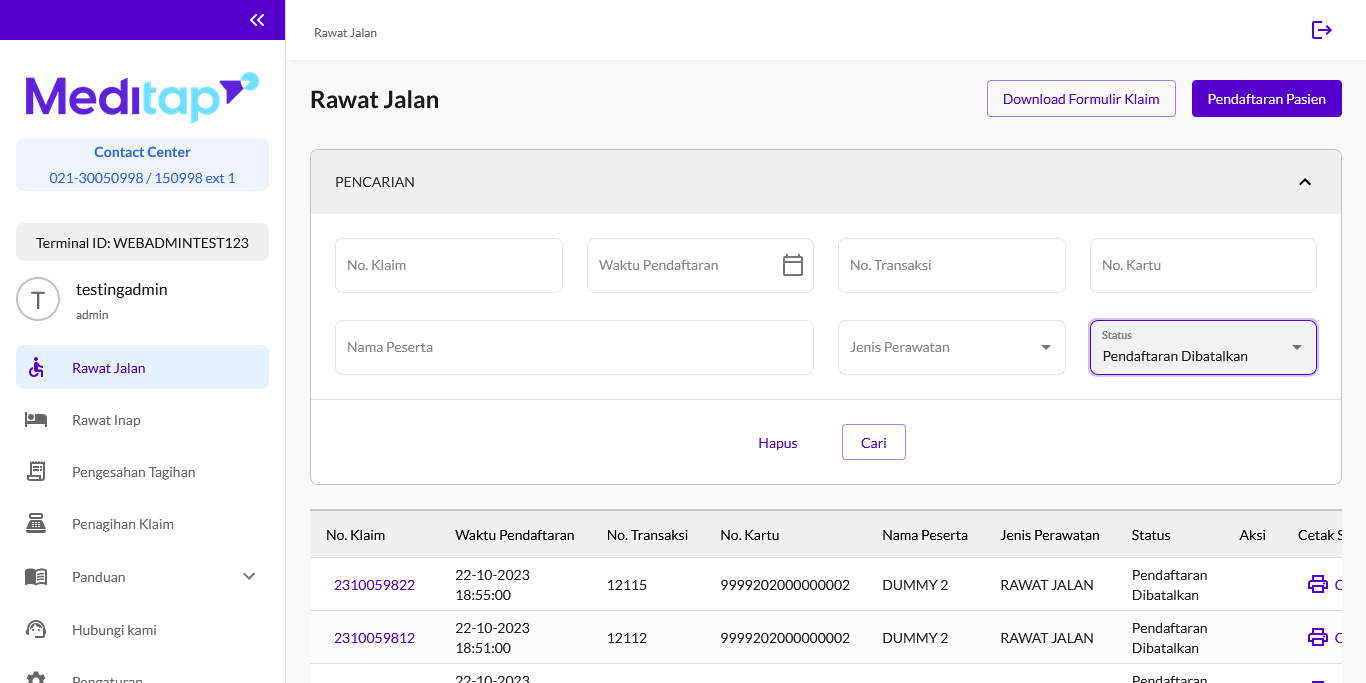 Rawat Jalan
Meditap
Contact Center
021-30050998 / 150998 ext 1
Terminal ID: WEBADMINTEST123
T
testingadmin
admin
Rawat Jalan
Rawat Inap
Pengesahan Tagihan
Penagihan Klaim
Panduan
Hubungi kami
Pengaturan
Rawat Jalan
Download Formulir Klaim
Pendaftaran Pasien
PENCARIAN
No. Klaim
Waktu Pendaftaran
No. Transaksi
No. Kartu
Nama Peserta
Jenis Perawatan
Status
Pendaftaran Dibatalkan
Hapus
Cari
No. Klaim Waktu Pendaftaran No. Transaksi No. Kartu Nama Peserta Jenis Perawatan Status Aksi Cetak S
2310059822 22-10-2023 18:55:00 12115 9999202000000002 DUMMY 2 RAWAT JALAN Pendaftaran Dibatalkan C
2310059812 22-10-2023 18:51:00 12112 9999202000000002 DUMMY 2 RAWAT JALAN Pendaftaran Dibatalkan C
22-10-2023 Pendaftaran